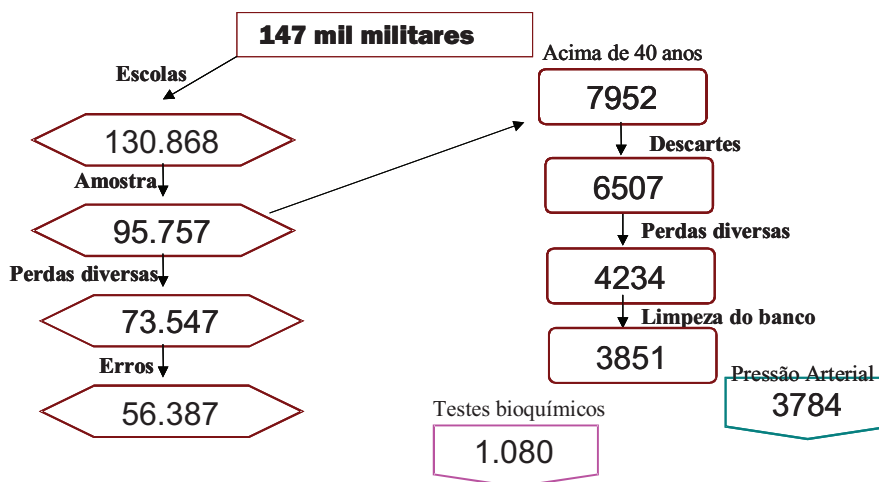 147 mil militares
Escolas
130.868
Amostra
95.757
Perdas diversas
73.547
Erros
56.387
Acima de 40 anos
7952
Descartes
6507
Perdas diversas
4234
Limpeza do banco
3851
Pressão Arterial
3784
Testes bioquímicos
1.080